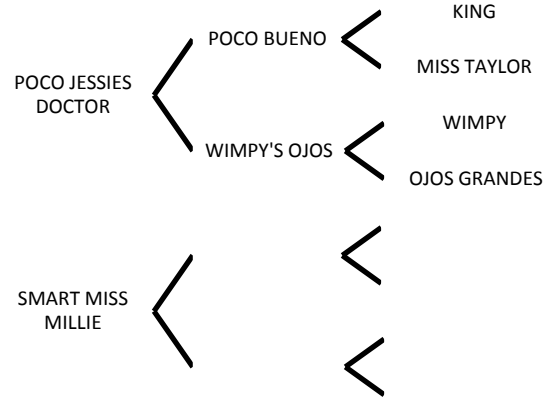 KING
POCO BUENO
MISS TAYLOR
POCO JESSIES
DOCTOR
WIMPY
WIMPY'S OJOS
OJOS GRANDES
SMART MISS
MILLIE